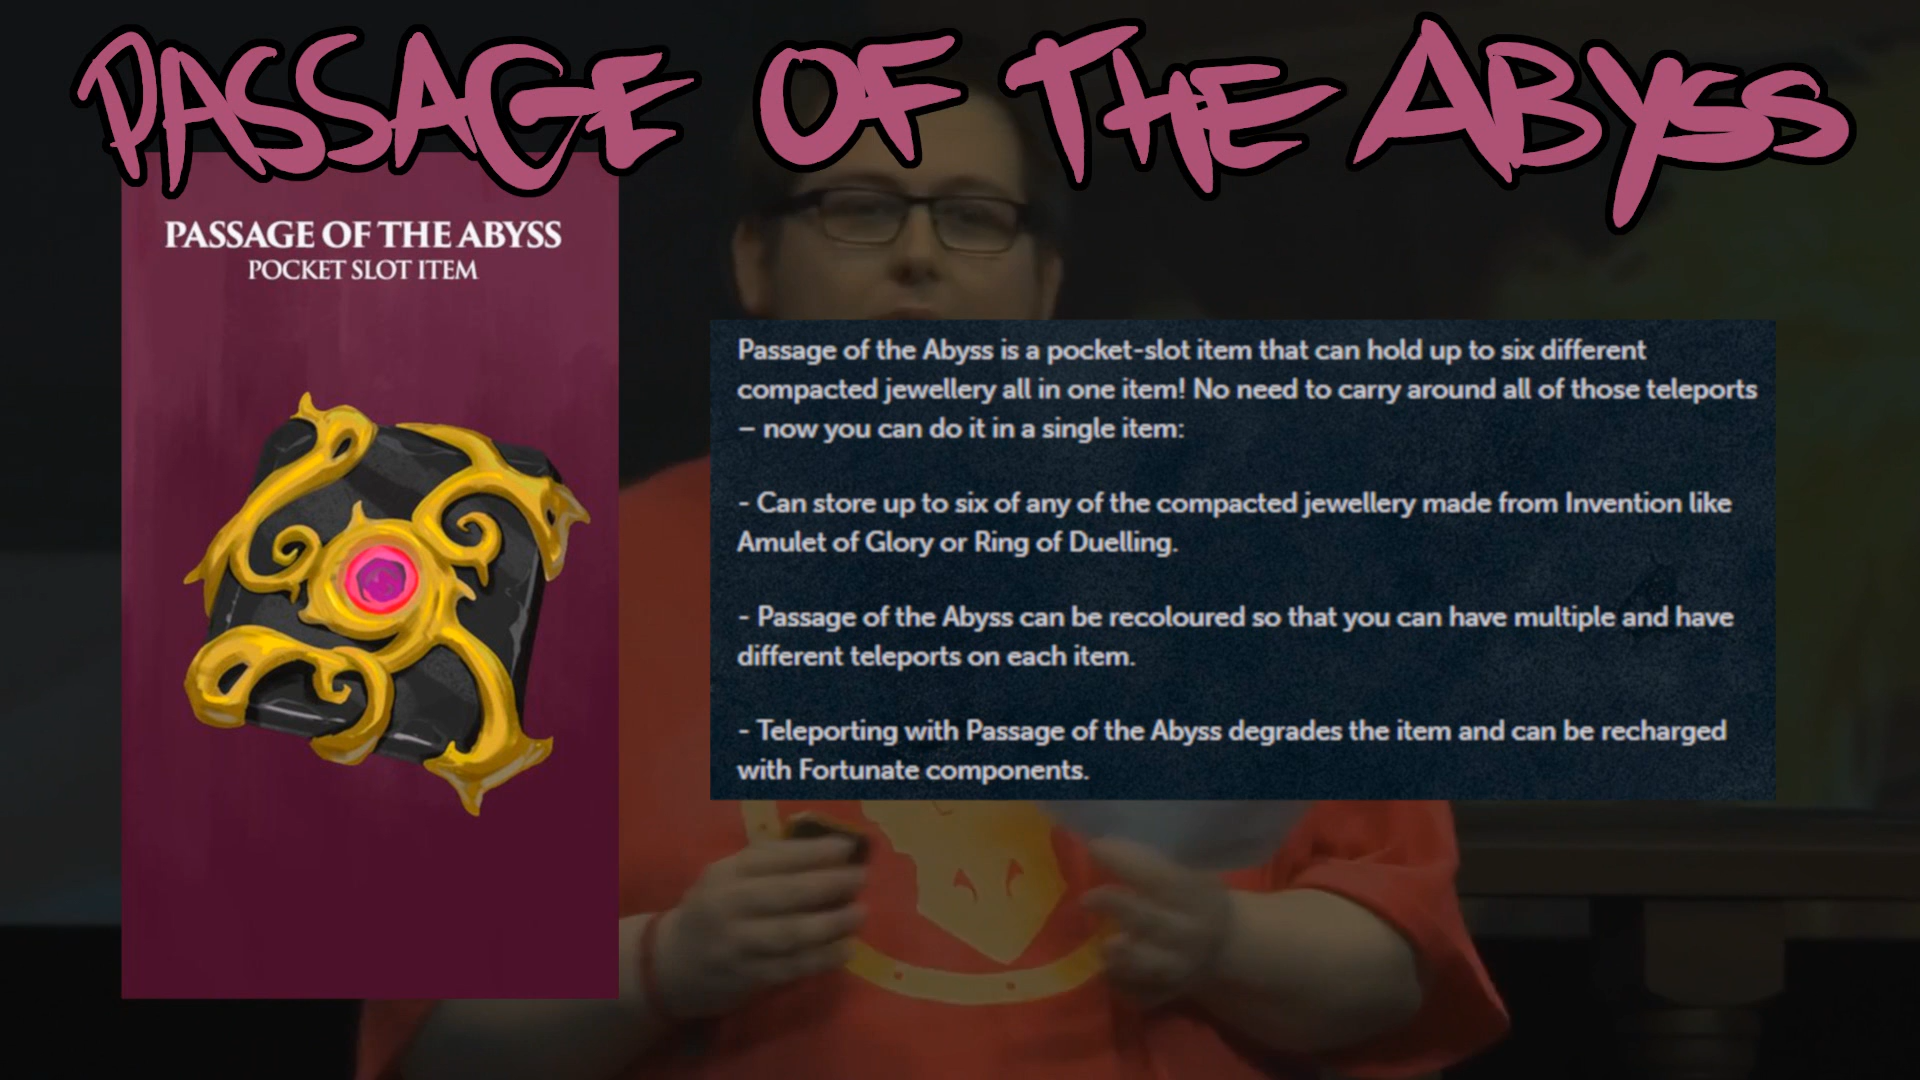 PASSAGE OF THE ABYSS
PASSAGE OF THE ABYSS
POCKET SLOT ITEM
Passage of the Abyss is a pocket-slot item that can hold up to six different
compacted jewellery all in one item! No need to carry around all of those teleports
– now you can do it in a single item:
- Can store up to six of any of the compacted jewellery made from Invention like
Amulet of Glory or Ring of Duelling.
- Passage of the Abyss can be recoloured so that you can have multiple and have
different teleports on each item.
- Teleporting with Passage of the Abyss degrades the item and can be recharged
with Fortunate components.